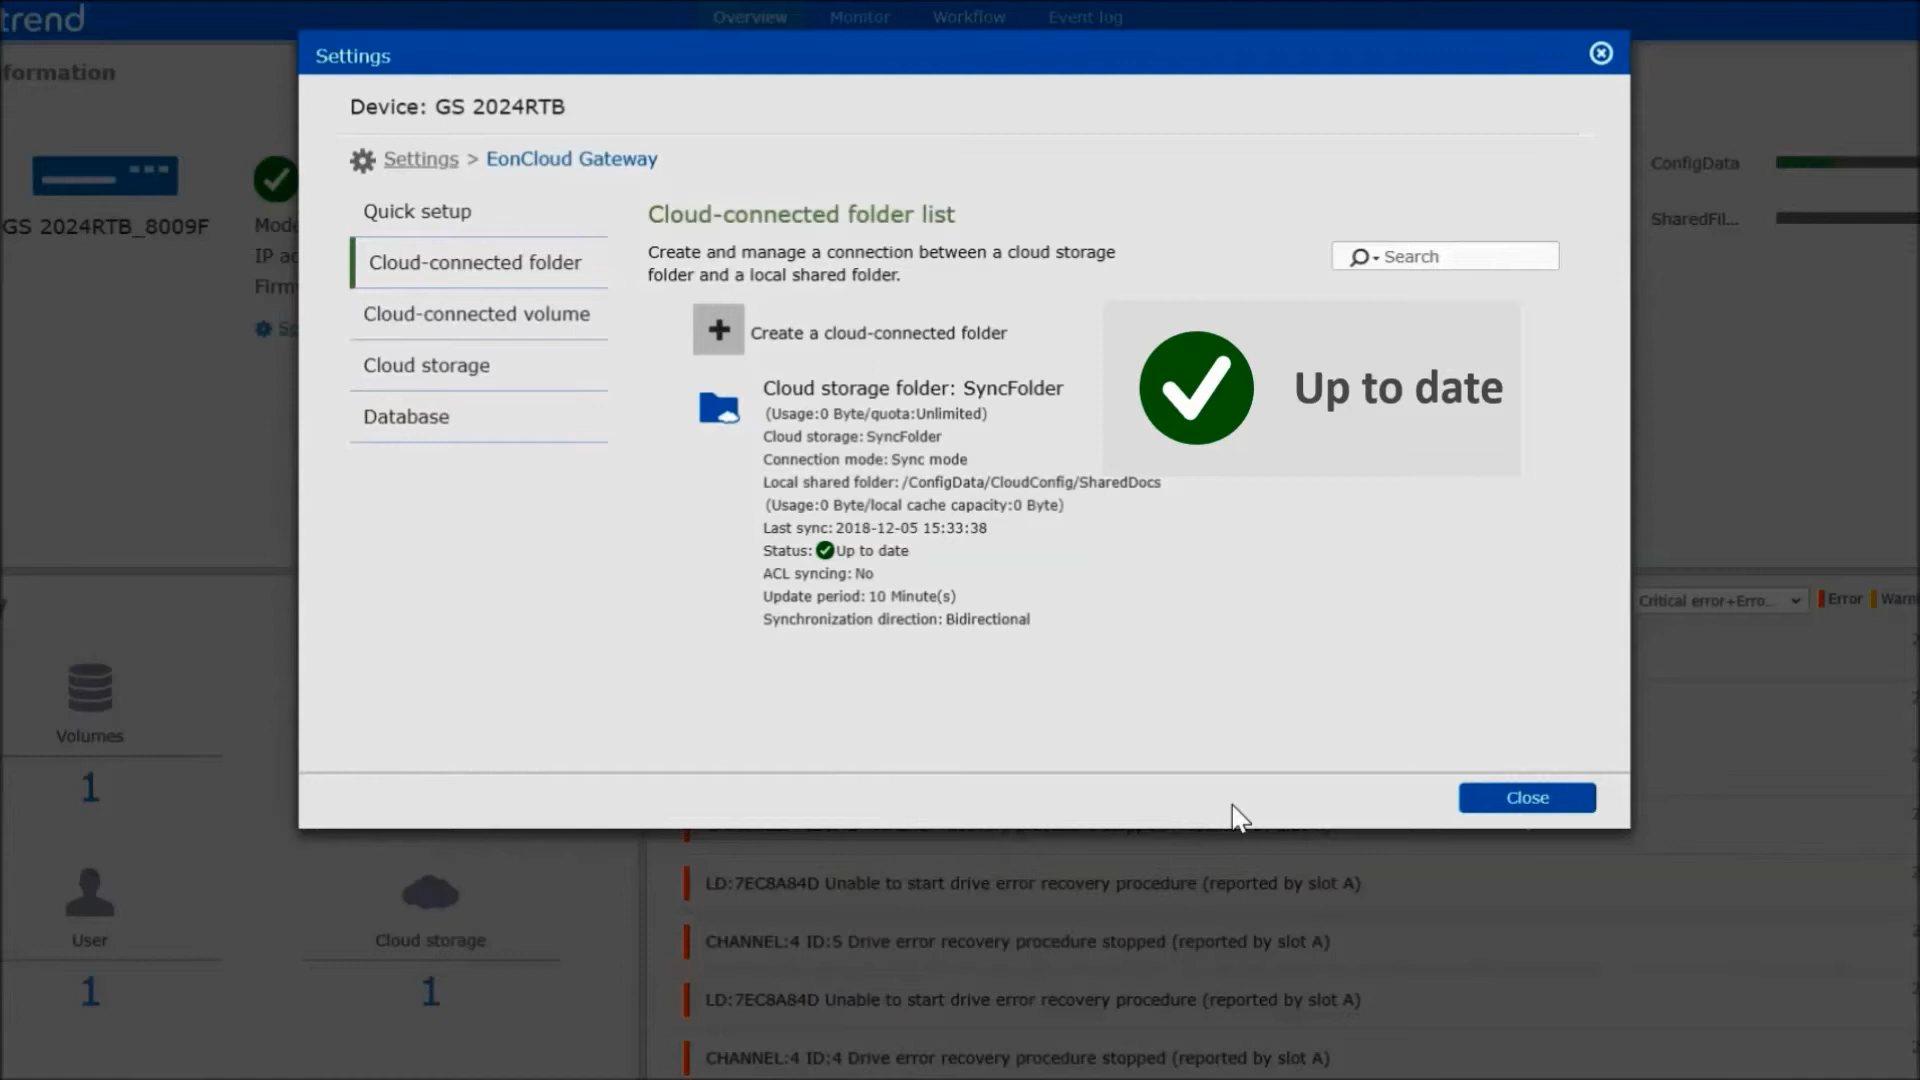 trend
Overview
Monitor
Workflow
Event log
Settings
formation
Device: GS 2024RTB
Settings > EonCloud Gateway
ConfigData
GS 2024RTB_8009F
Quick setup
Cloud-connected folder list
SharedFil...
IP
Cloud-connected folder
Create and manage a connection between a cloud storage
folder and a local shared folder.
Search
Cloud-connected volume
Create a cloud-connected folder
Cloud storage
Cloud storage folder: SyncFolder
Up to date
Database
(Usage:0 Byte/quota:Unlimited)
Cloud storage: SyncFolder
Connection mode: Sync mode
Local shared folder: /ConfigData/CloudConfig/SharedDocs
(Usage:0 Byte/local cache capacity:0 Byte)
Last sync: 2018-12-05 15:33:38
Status: Up to date
ACL syncing: No
Update period: 10 Minute(s)
Synchronization direction: Bidirectional
Critical error+Erro...
Error
Warni
Volumes
1
Close
LD:7EC8A84D Unable to start drive error recovery procedure (reported by slot A)
User
Cloud storage
CHANNEL:4 ID:5 Drive error recovery procedure stopped (reported by slot A)
1
1
LD:7EC8A84D Unable to start drive error recovery procedure (reported by slot A)
CHANNEL:4 ID:4 Drive error recovery procedure stopped (reported by slot A)